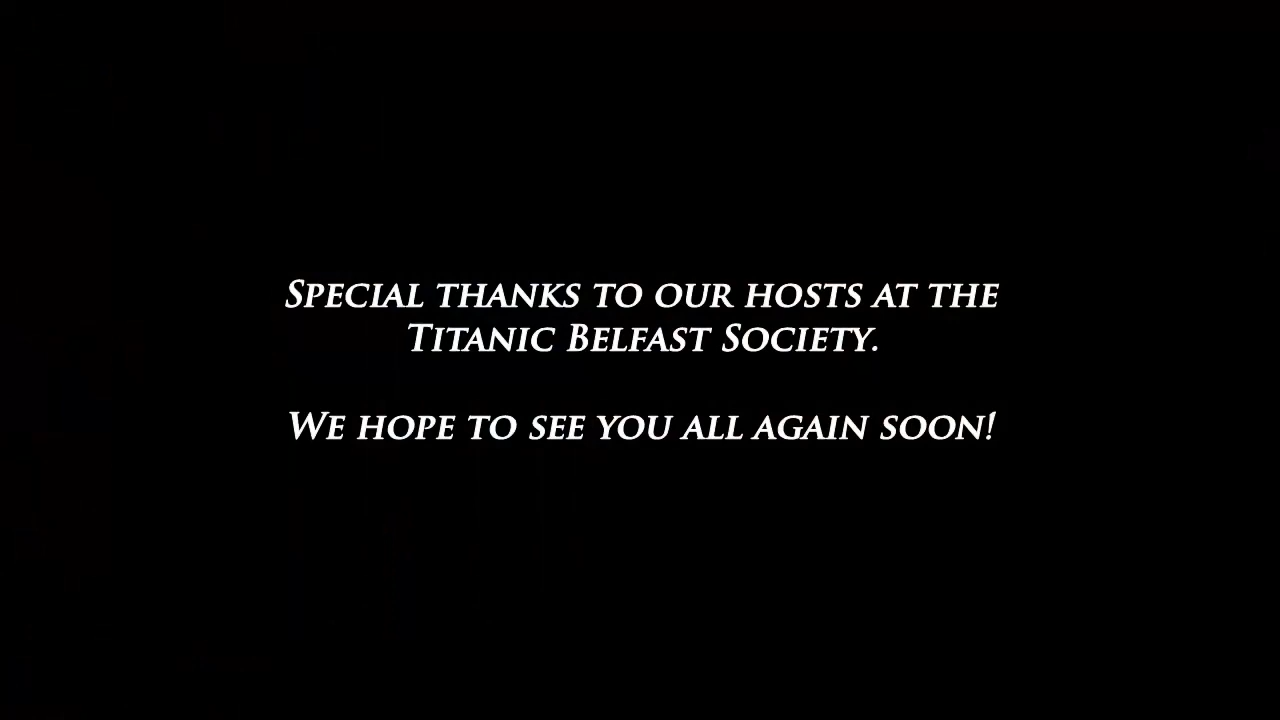 Special thanks to our hosts at the
Titanic Belfast Society.
We hope to see you all again soon!